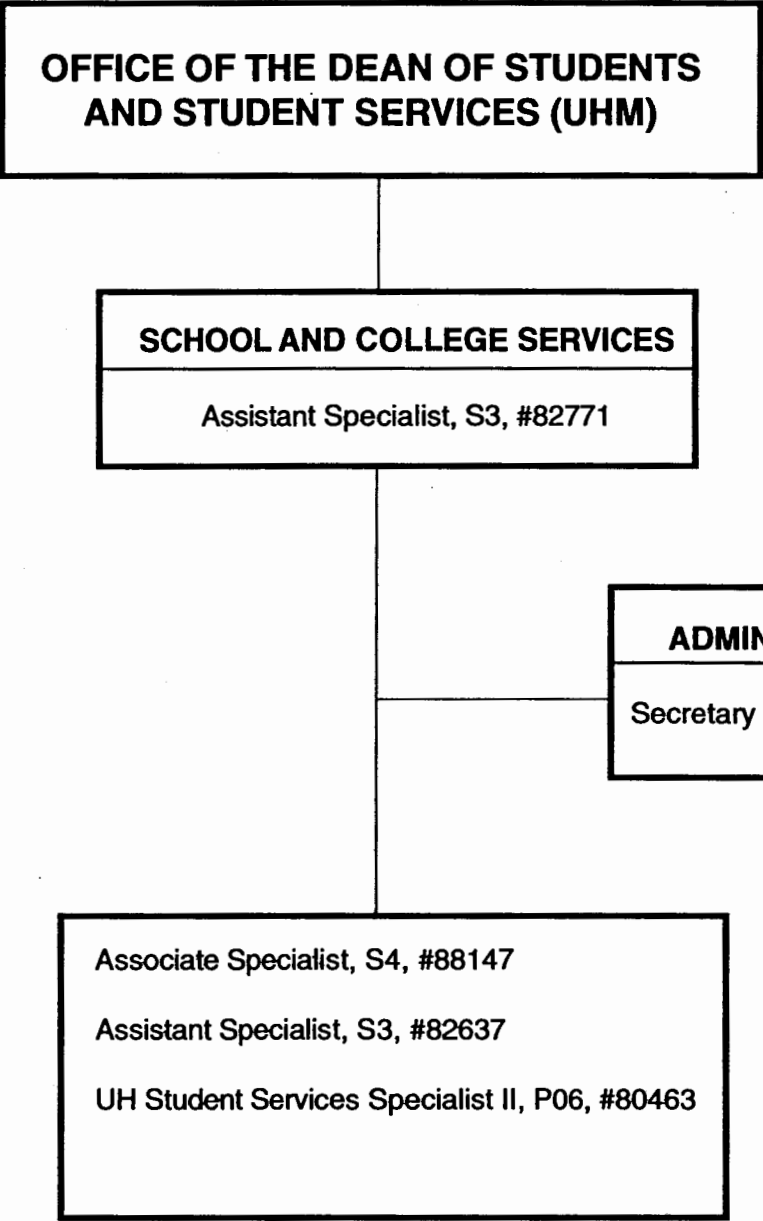 OFFICE OF THE DEAN OF STUDENTS
AND STUDENT SERVICES (UHM)
SCHOOL AND COLLEGE SERVICES
Assistant Specialist, S3, #82771
ADMIN
Secretary
Associate Specialist, S4, #88147
Assistant Specialist, S3, #82637
UH Student Services Specialist II, P06, #80463